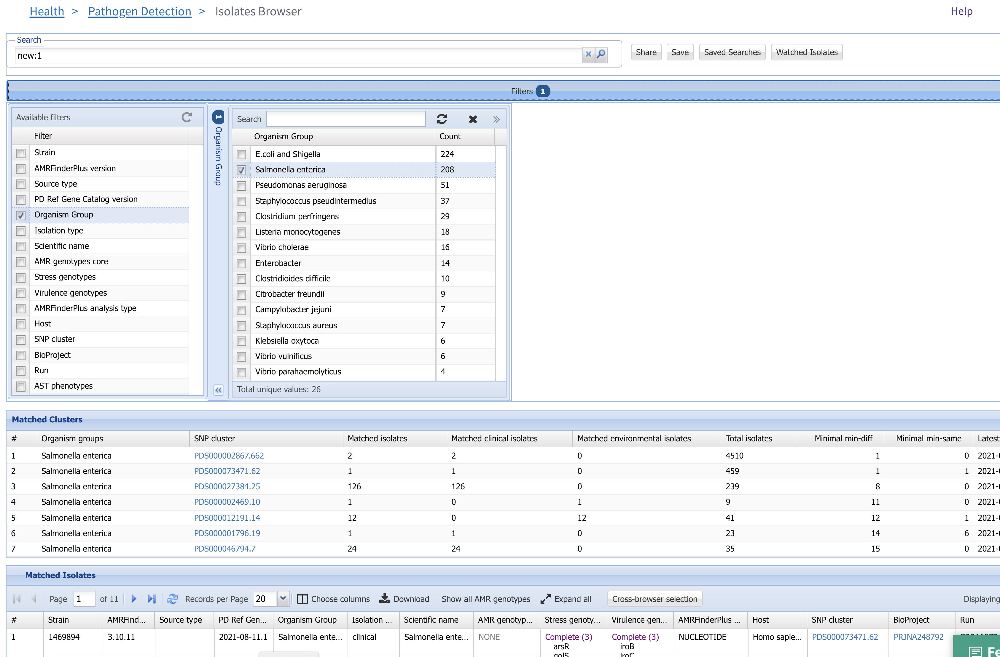 Health > Pathogen Detection > Isolates Browser Help
Search
new:1
Share Save Saved Searches Watched Isolates
Filters 1
Available filters
Filter
Strain
AMRFinderPlus version
Source type
PD Ref Gene Catalog version
Organism Group
Isolation type
Scientific name
AMR genotypes core
Stress genotypes
Virulence genotypes
AMRFinderPlus analysis type
Host
SNP cluster
BioProject
Run
AST phenotypes
1 Organism Group
Search
Organism Group Count
E.coli and Shigella 224
Salmonella enterica 208
Pseudomonas aeruginosa 51
Staphylococcus pseudintermedius 37
Clostridium perfringens 29
Listeria monocytogenes 18
Vibrio cholerae 16
Enterobacter 14
Clostridioides difficile 10
Citrobacter freundii 9
Campylobacter jejuni 7
Staphylococcus aureus 7
Klebsiella oxytoca 6
Vibrio vulnificus 6
Vibrio parahaemolyticus 4
Total unique values: 26
Matched Clusters
# Organism groups SNP cluster Matched isolates Matched clinical isolates Matched environmental isolates Total isolates Minimal min-diff Minimal min-same Latest
1 Salmonella enterica PDS000002867.662 2 2 0 4510 1 0 2021-
2 Salmonella enterica PDS000073471.62 1 1 0 459 1 1 2021-
3 Salmonella enterica PDS000027384.25 126 126 0 239 8 0 2021-
4 Salmonella enterica PDS000002469.10 1 0 1 9 11 0 2021-
5 Salmonella enterica PDS000012191.14 12 0 12 41 12 1 2021-
6 Salmonella enterica PDS000001796.19 1 1 0 23 14 6 2021-
7 Salmonella enterica PDS000046794.7 24 24 0 35 15 0 2021-
Matched Isolates
Page 1 of 11 Records per Page 20 Choose columns Download Show all AMR genotypes Expand all Cross-browser selection Displaying
# Strain AMRFind... Source type PD Ref Gen... Organism Group Isolation ... Scientific name AMR genotyp... Stress genoty... Virulence gen... AMRFinderPlus ... Host SNP cluster BioProject Run
1 1469894 3.10.11 2021-08-11.1 Salmonella ente... clinical Salmonella ente... NONE Complete (3) Complete (3) NUCLEOTIDE Homo sapie... PDS000073471.62 PRJNA248792
arsR iroB
golS iroC
Fe